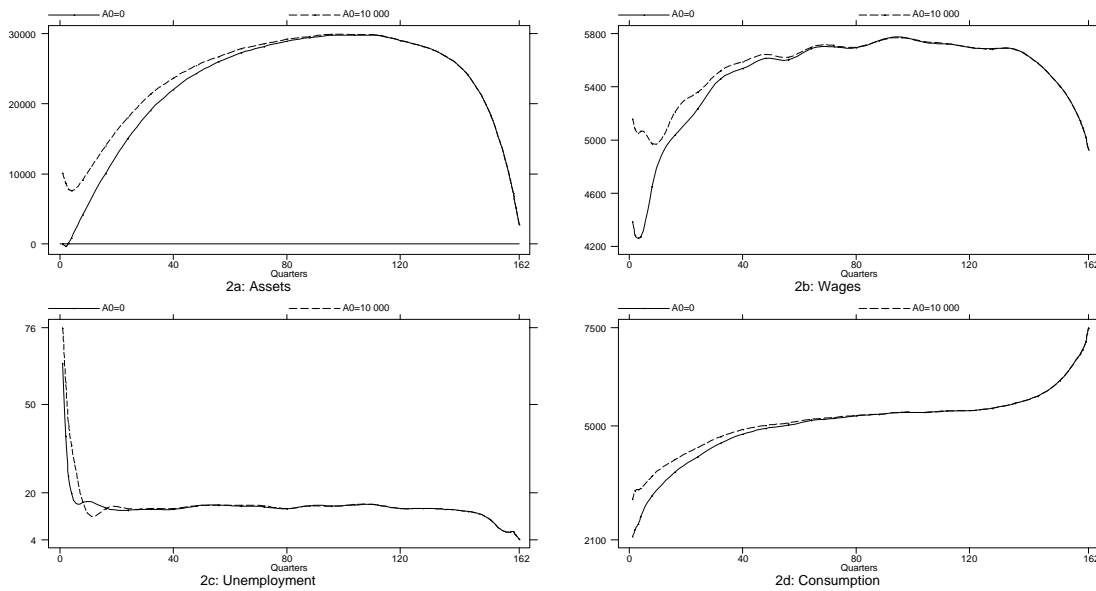 A0=0 A0=10 000
30000
20000
10000
0
0 40 80 120 162
Quarters
2a: Assets
A0=0 A0=10 000
5800
5400
5000
4600
4200
0 40 80 120 162
Quarters
2b: Wages
A0=0 A0=10 000
76
50
20
4
0 40 80 120 162
Quarters
2c: Unemployment
A0=0 A0=10 000
7500
5000
2100
0 40 80 120 162
Quarters
2d: Consumption